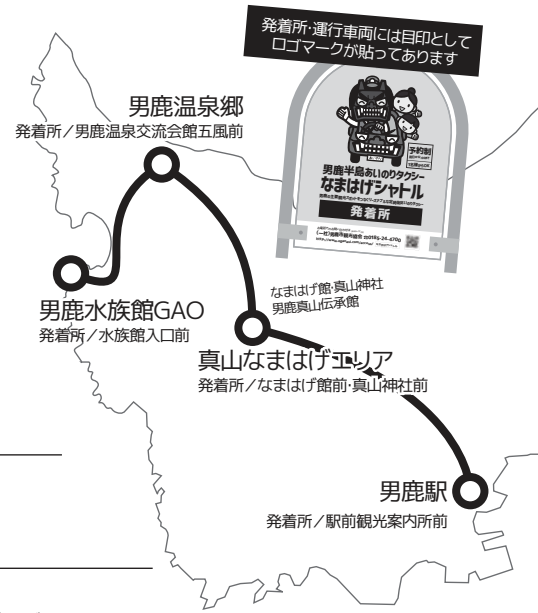 発着所・運行車両には目印として
ロゴマークが貼ってあります
予約制
男鹿半島あいのりタクシー
なまはげシャトル
発着所
男鹿温泉郷
発着所／男鹿温泉交流会館五風前
男鹿水族館GAO
発着所／水族館入口前
なまはげ館・真山神社
男鹿真山伝承館
真山なまはげエリア
発着所／なまはげ館前・真山神社前
男鹿駅
発着所／駅前観光案内所前